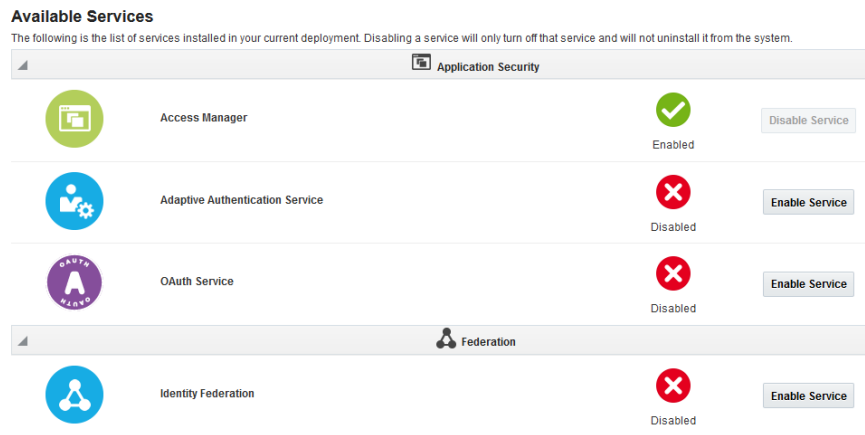 Available Services
The following is the list of services installed in your current deployment. Disabling a service will only turn off that service and will not uninstall it from the system.
Application Security
Access Manager
Enabled
Disable Service
Adaptive Authentication Service
Disabled
Enable Service
OAUTH
A
OAUTH
OAuth Service
Disabled
Enable Service
Federation
Identity Federation
Disabled
Enable Service